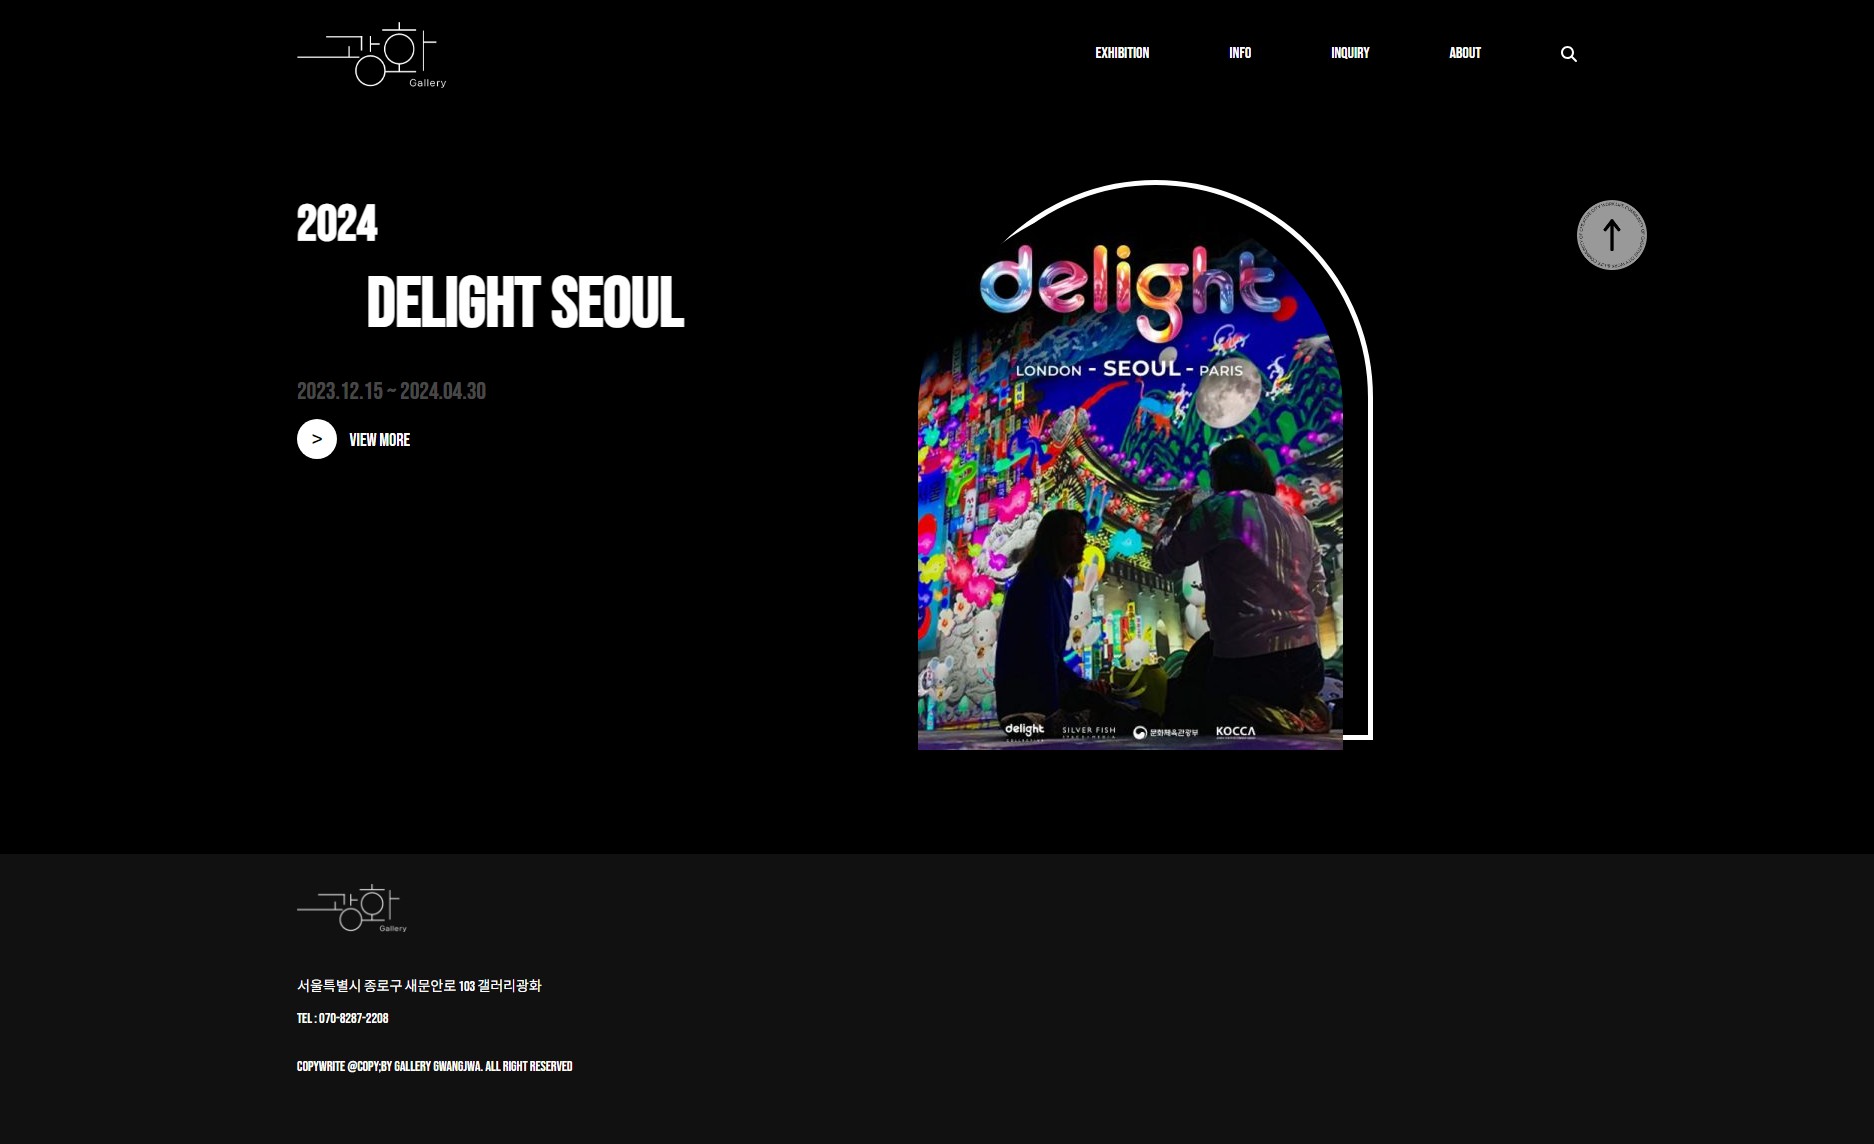 광화
Gallery
EXHIBITION
INFO
INQUIRY
ABOUT
2024
DELIGHT SEOUL
2023.12.15 ~ 2024.04.30
> VIEW MORE
delight
LONDON - SEOUL - PARIS
delight
SILVER FISH
문화체육관광부
KOCCA
광화
Gallery
서울특별시 종로구 새문안로 103 갤러리광화
TEL : 070-8287-2208
COPYWRITE @COPY;BY GALLERY GWANGJWA. ALL RIGHT RESERVED